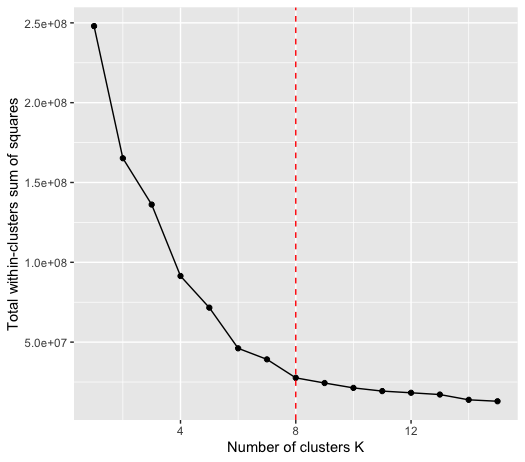 Total within-clusters sum of squares
2.5e+08
2.0e+08
1.5e+08
1.0e+08
5.0e+07
4 8 12
Number of clusters K